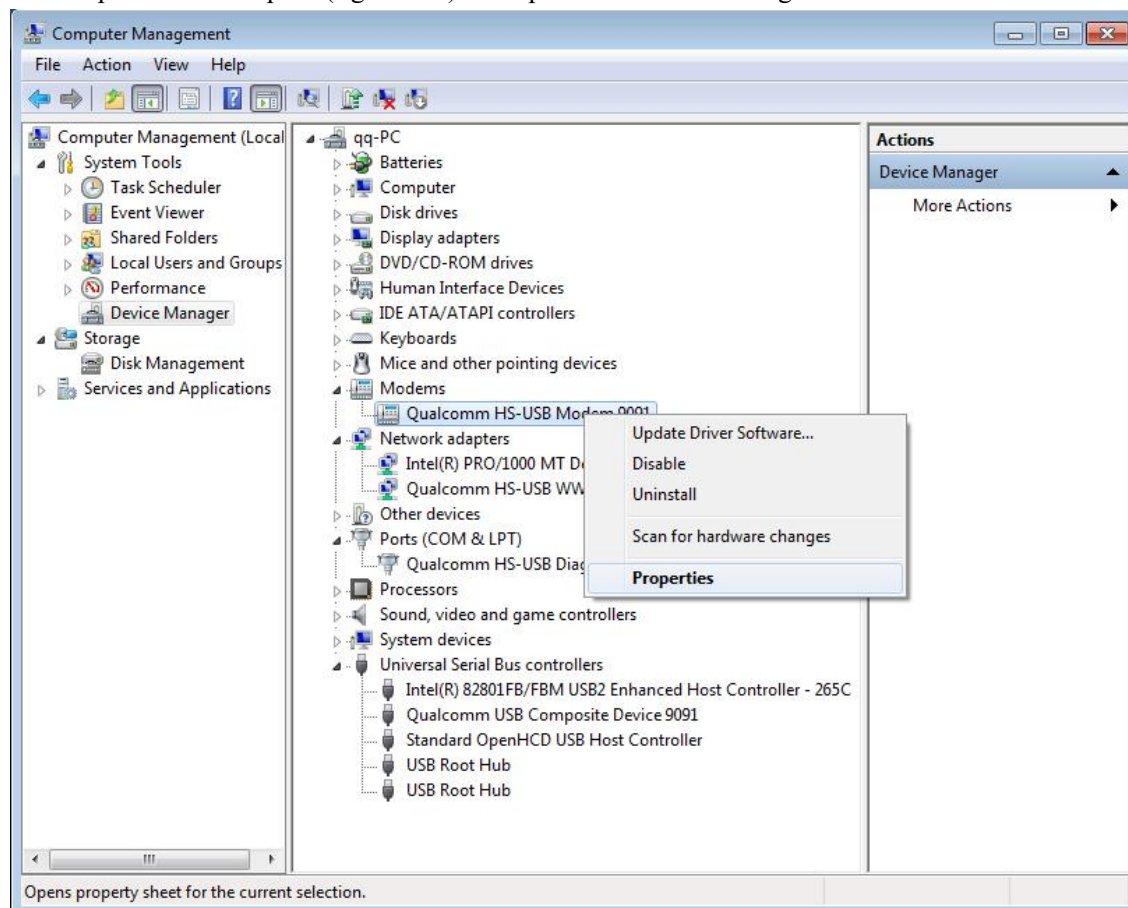 Computer Management
File Action View Help
Computer Management (Local
System Tools
Task Scheduler
Event Viewer
Shared Folders
Local Users and Groups
Performance
Device Manager
Storage
Disk Management
Services and Applications
qq-PC
Batteries
Computer
Disk drives
Display adapters
DVD/CD-ROM drives
Human Interface Devices
IDE ATA/ATAPI controllers
Keyboards
Mice and other pointing devices
Modems
Qualcomm HS-USB Modem 9091
Network adapters
Intel(R) PRO/1000 MT
Qualcomm HS-USB
Other devices
Ports (COM & LPT)
Qualcomm HS-USB
Processors
Sound, video and game controllers
System devices
Universal Serial Bus controllers
Intel(R) 82801FB/FBM USB2 Enhanced Host Controller - 265C
Qualcomm USB Composite Device 9091
Standard OpenHCD USB Host Controller
USB Root Hub
USB Root Hub
Update Driver Software...
Disable
Uninstall
Scan for hardware changes
Properties
Actions
Device Manager
More Actions
Opens property sheet for the current selection.